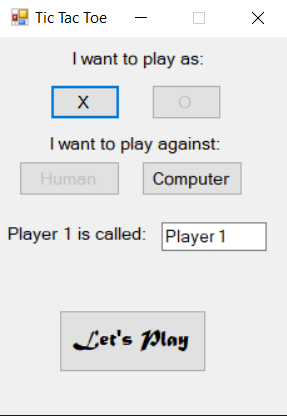 Tic Tac Toe
I want to play as:
X O
I want to play against:
Human Computer
Player 1 is called: Player 1
Let's Play